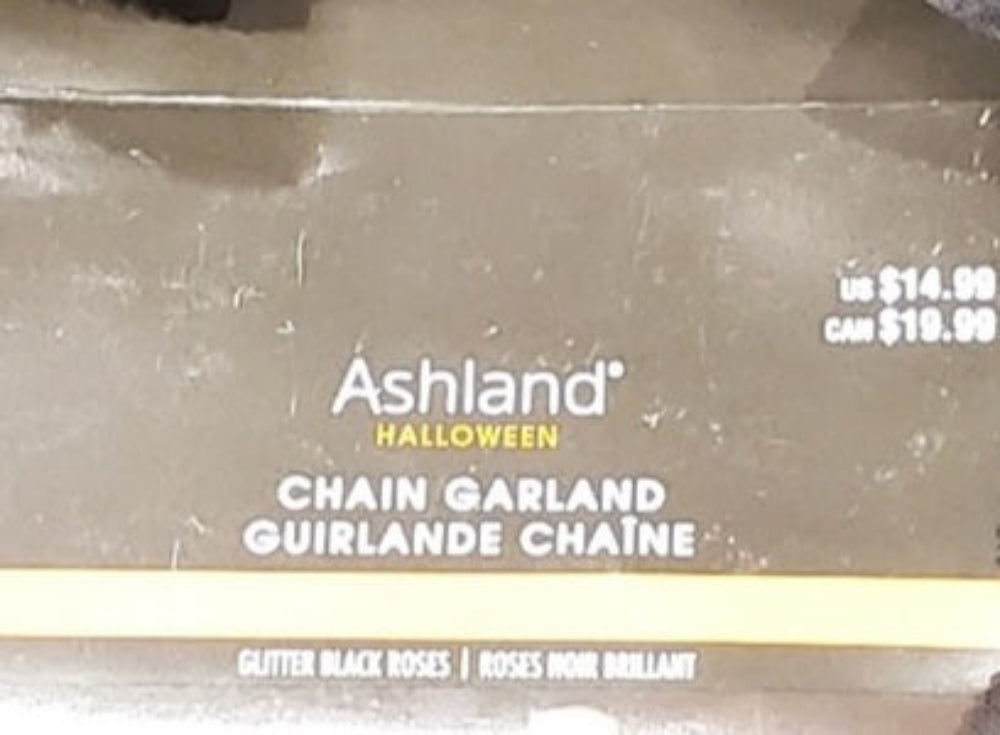 US $14.99
CAN $19.99
Ashland®
HALLOWEEN
CHAIN GARLAND
GUIRLANDE CHAÎNE
GLITTER BLACK ROSES | ROSES NOIR BRILLANT